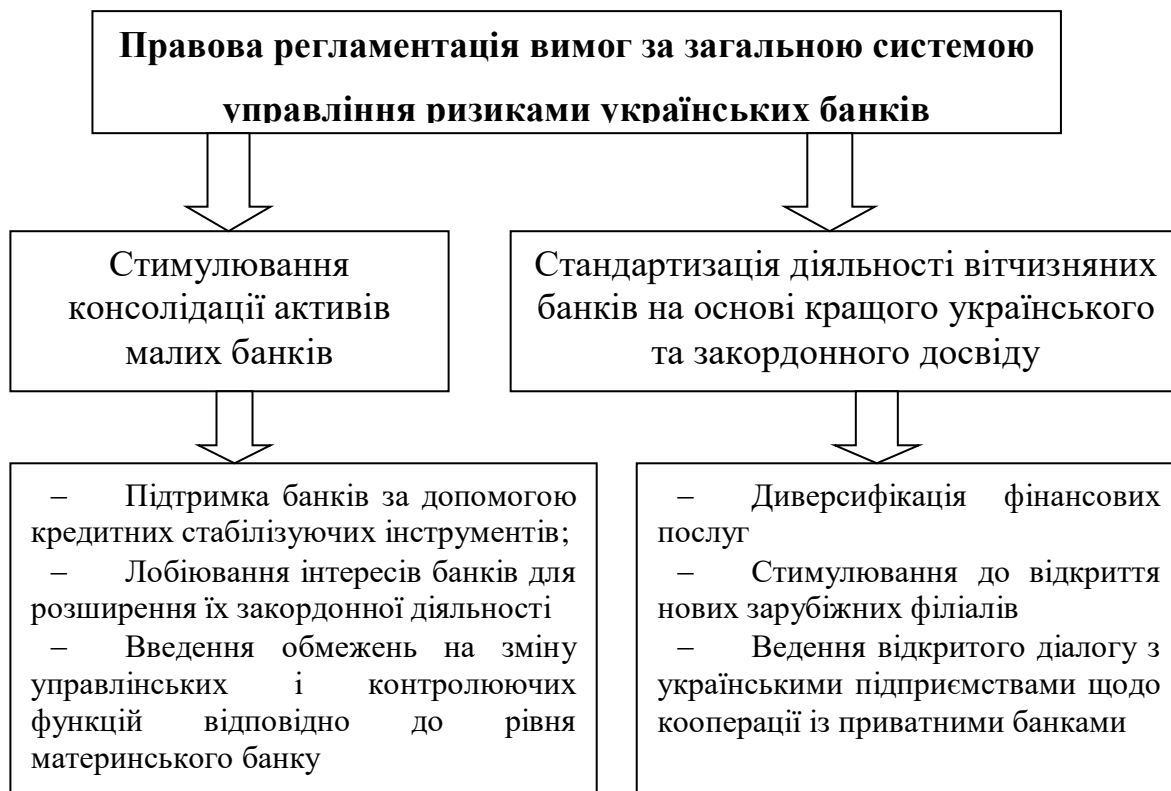 Правова регламентація вимог за загальною системою
управління ризиками українських банків
Стимулювання
консолідації активів
малих банків
Стандартизація діяльності вітчизняних
банків на основі кращого українського
та закордонного досвіду
– Підтримка банків за допомогою
кредитних стабілізуючих інструментів;
– Лобіювання інтересів банків для
розширення їх закордонної діяльності
– Введення обмежень на зміну
управлінських і контролюючих
функцій відповідно до рівня
материнського банку
– Диверсифікація фінансових
послуг
– Стимулювання до відкриття
нових зарубіжних філіалів
– Ведення відкритого діалогу з
українськими підприємствами щодо
кооперації із приватними банками